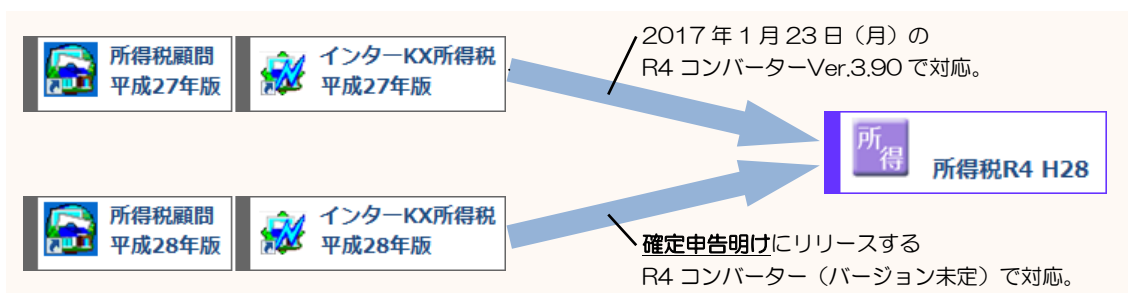 所得税顧問
平成27年版
インターKX所得税
平成27年版
2017年1月23日（月）の
R4 コンバーターVer.3.90で対応。
所得
所得税R4 H28
所得税顧問
平成28年版
インターKX所得税
平成28年版
確定申告明けにリリースする
R4 コンバーター（バージョン未定）で対応。